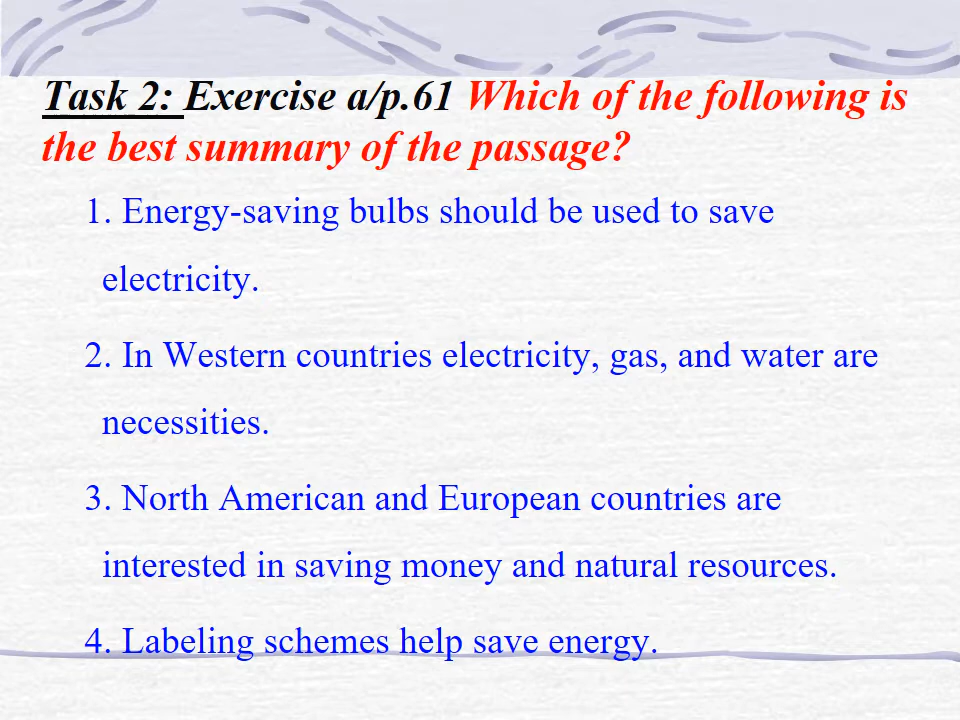 Task 2: Exercise a/p.61 Which of the following is
the best summary of the passage?
1. Energy-saving bulbs should be used to save
electricity.
2. In Western countries electricity, gas, and water are
necessities.
3. North American and European countries are
interested in saving money and natural resources.
4. Labeling schemes help save energy.